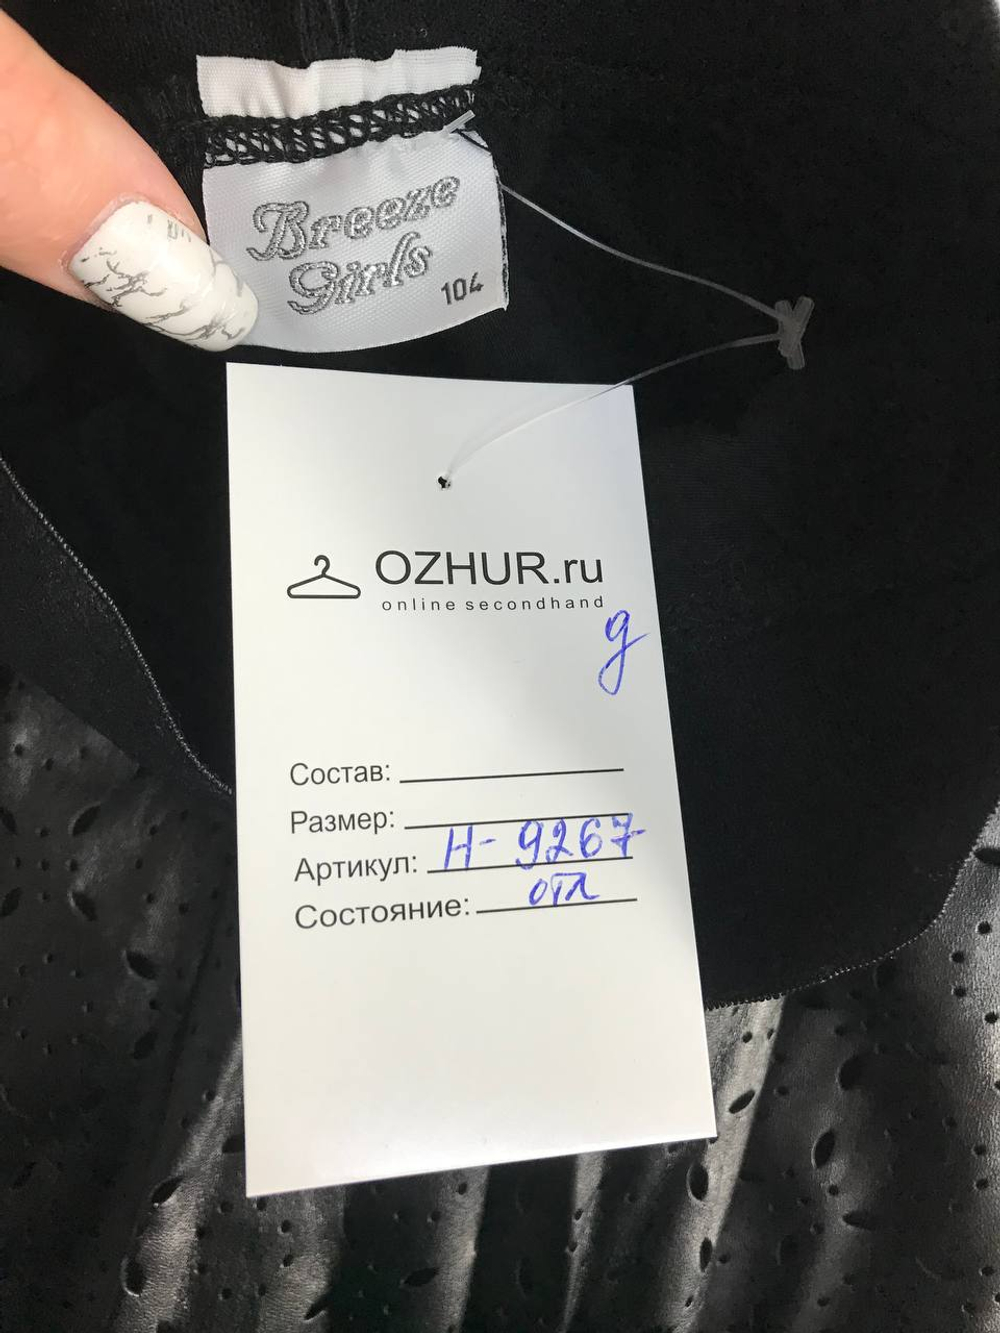 Breeze
Girls
104
OZHUR.ru
online secondhand
д
Состав:
Размер:
Артикул: Н-9267
Состояние: отл